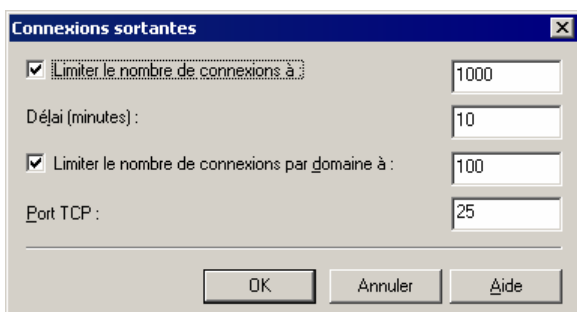 Connexions sortantes
Limiter le nombre de connexions à : 1000
Délai (minutes) : 10
Limiter le nombre de connexions par domaine à : 100
Port TCP : 25
OK Annuler Aide